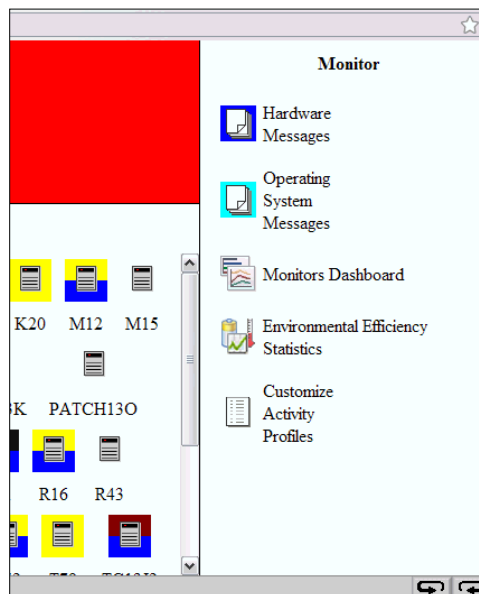 Monitor
Hardware
Messages
Operating
System
Messages
Monitors Dashboard
Environmental Efficiency
Statistics
Customize
Activity
Profiles
K20 M12 M15
PATCH13O
R16 R43